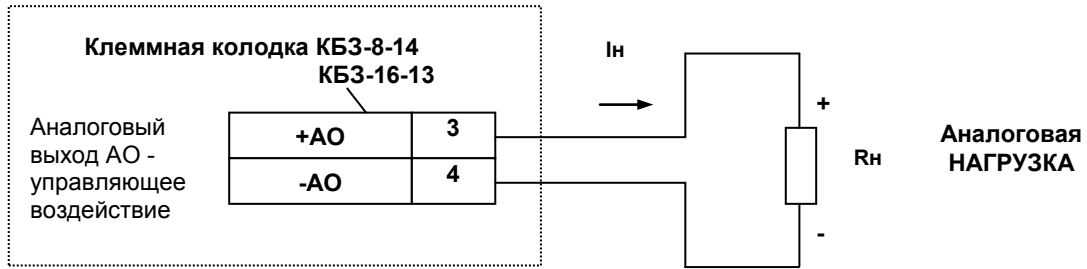 Клеммная колодка КБЗ-8-14
КБЗ-16-13
Аналоговый
выход АО -
управляющее
воздействие
+АО
3
-АО
4
Iн
+
Rн
-
Аналоговая
НАГРУЗКА